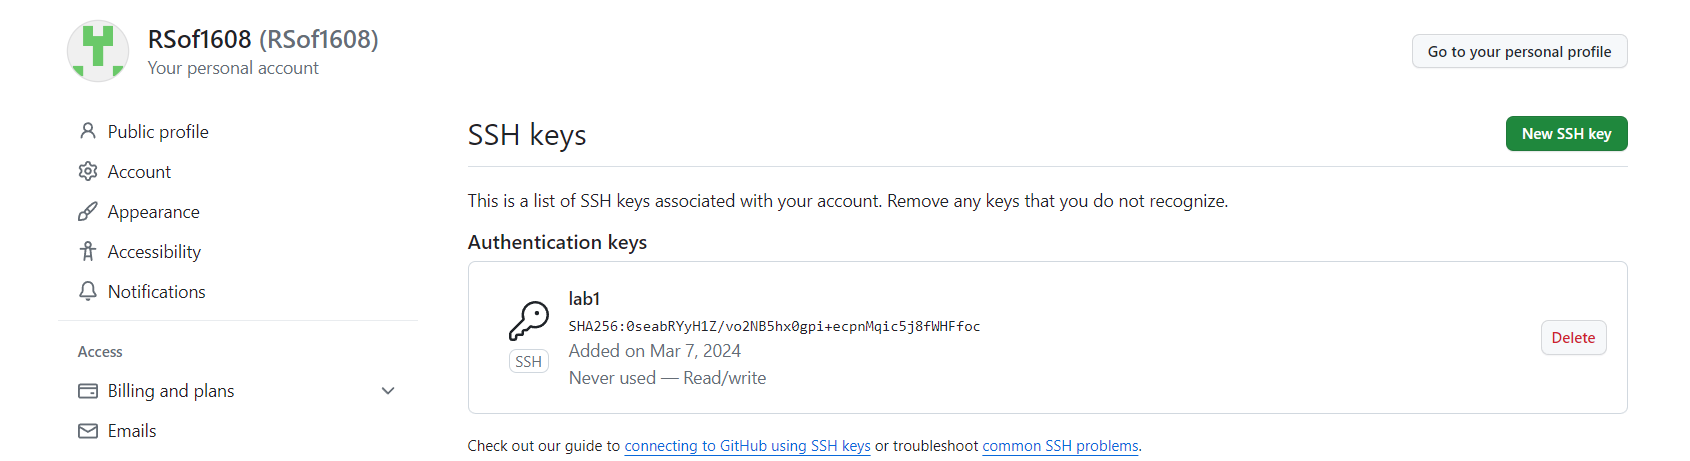 RSof1608 (RSof1608)
Your personal account
Go to your personal profile
Public profile
Account
Appearance
Accessibility
Notifications
Access
Billing and plans
Emails
SSH keys
New SSH key
This is a list of SSH keys associated with your account. Remove any keys that you do not recognize.
Authentication keys
lab1
SHA256:0seabRYyH1Z/vo2NB5hx0gpi+ecpnMqic5j8fWHFfoc
Added on Mar 7, 2024
Never used — Read/write
SSH
Delete
Check out our guide to connecting to GitHub using SSH keys or troubleshoot common SSH problems.